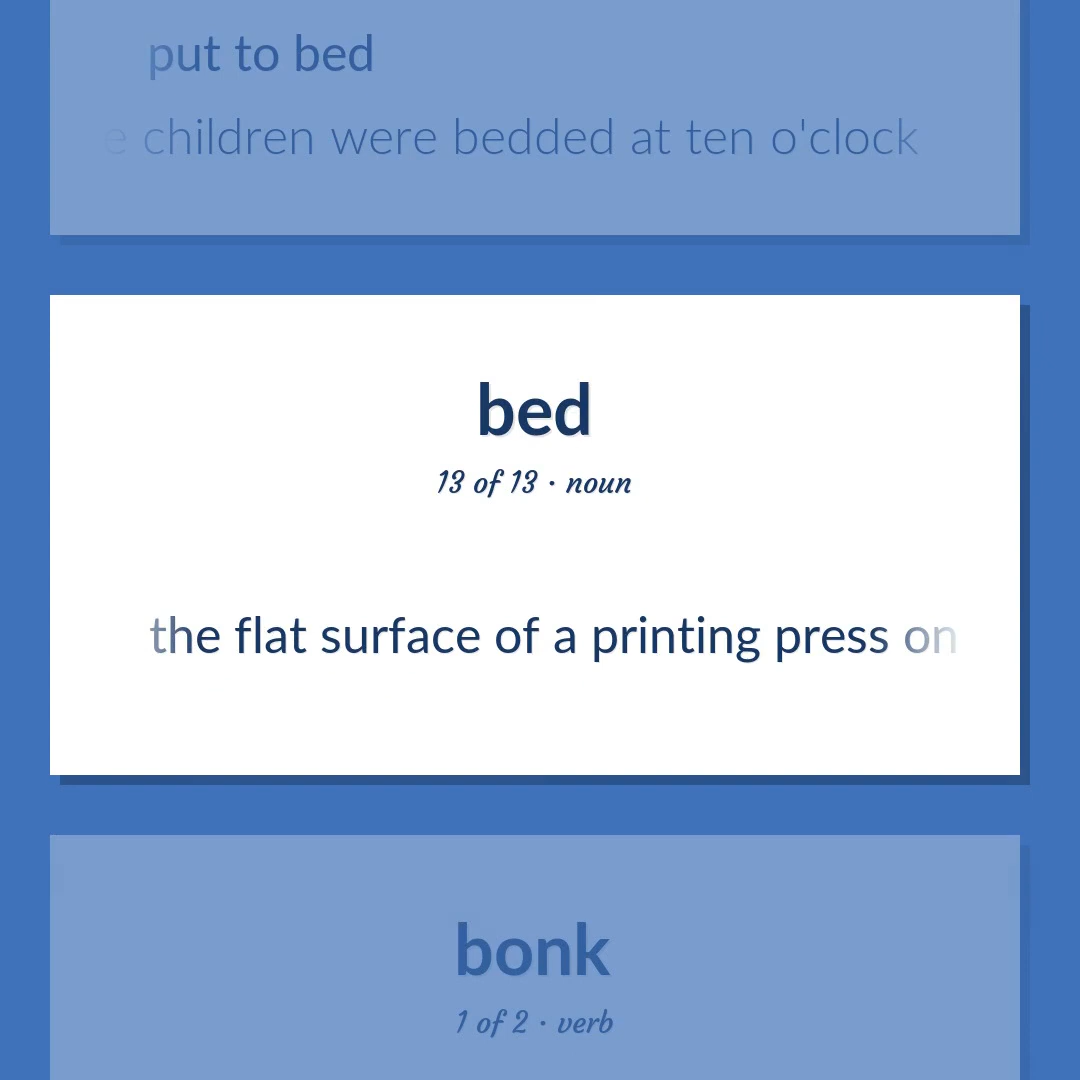 put to bed
e children were bedded at ten o'clock
bed
13 of 13 · noun
the flat surface of a printing press on
bonk
1 of 2 · verb